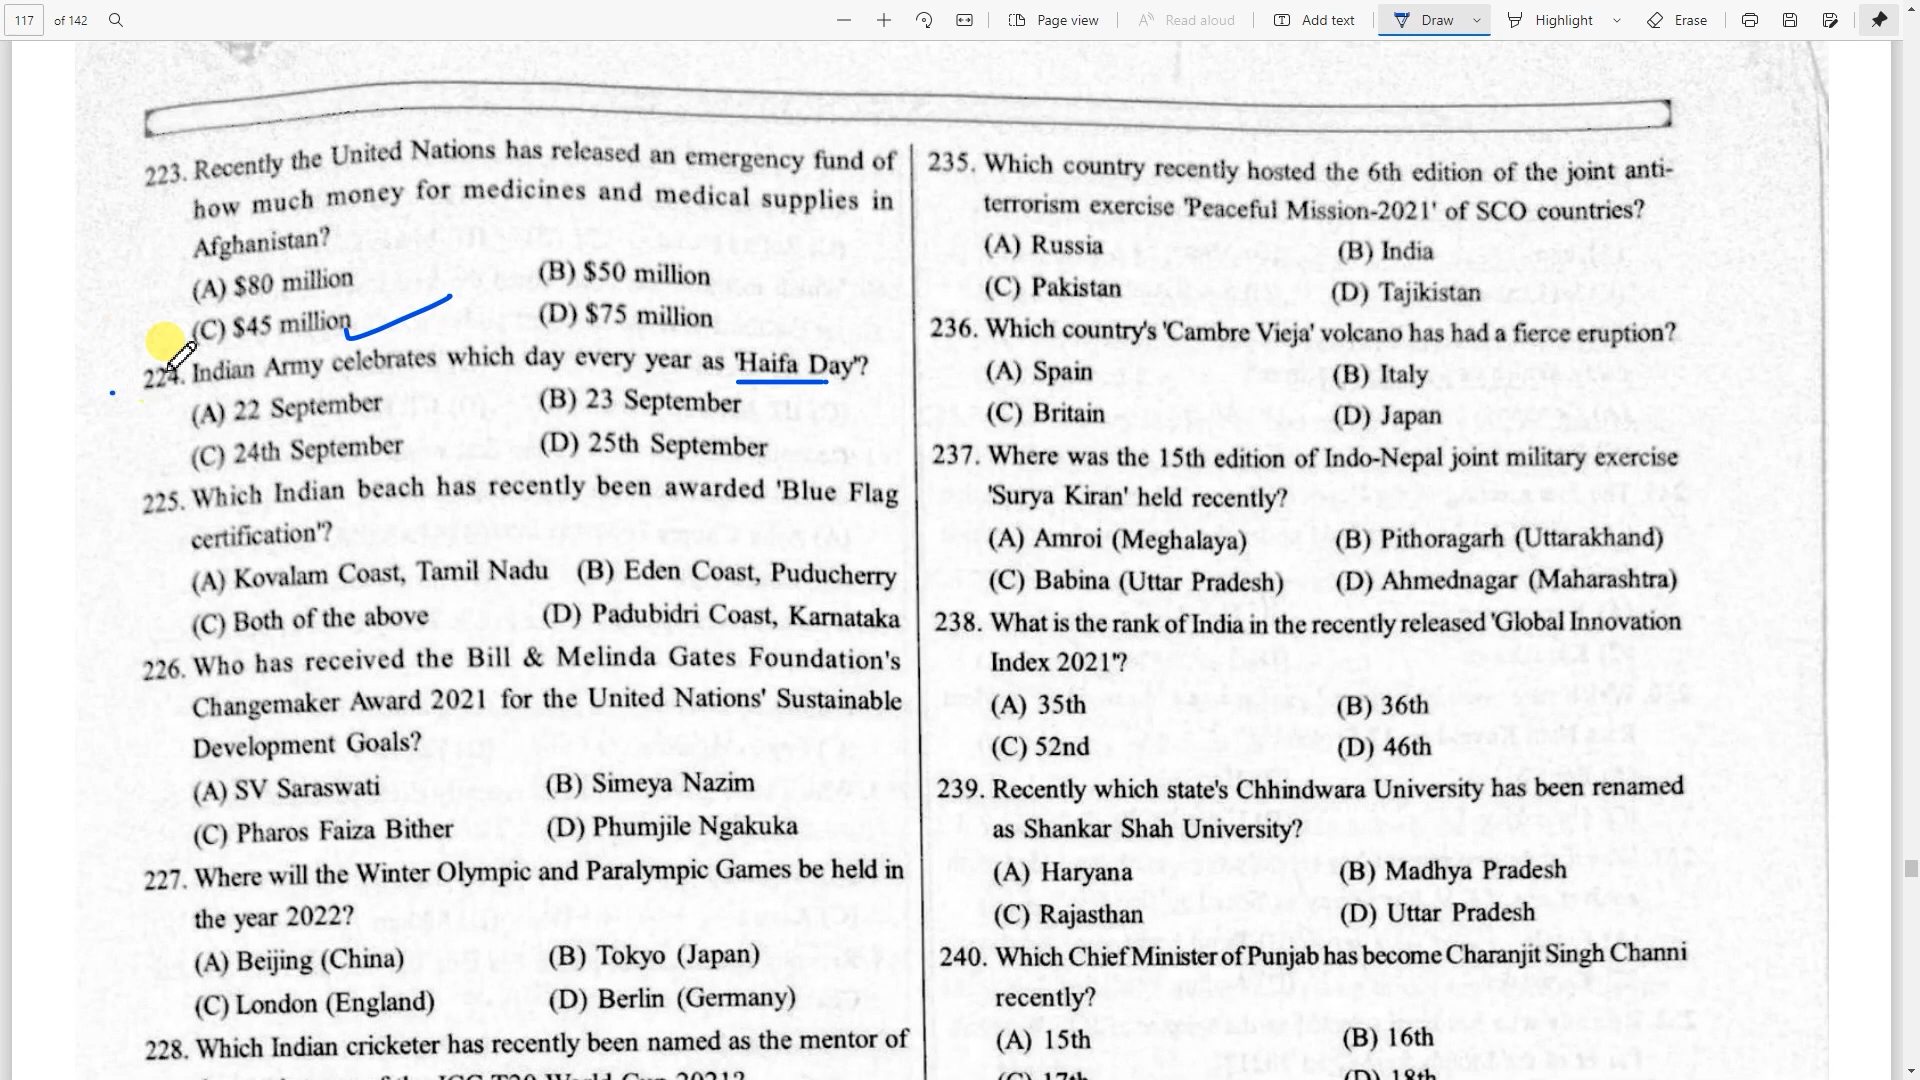 117 of 142
Page view
Read aloud
Add text
Draw
Highlight
Erase
223. Recently the United Nations has released an emergency fund of
how much money for medicines and medical supplies in
Afghanistan?
(A) $80 million (B) $50 million
(C) $45 million (D) $75 million
224. Indian Army celebrates which day every year as 'Haifa Day'?
(A) 22 September (B) 23 September
(C) 24th September (D) 25th September
225. Which Indian beach has recently been awarded 'Blue Flag
certification'?
(A) Kovalam Coast, Tamil Nadu (B) Eden Coast, Puducherry
(C) Both of the above (D) Padubidri Coast, Karnataka
226. Who has received the Bill & Melinda Gates Foundation's
Changemaker Award 2021 for the United Nations' Sustainable
Development Goals?
(A) SV Saraswati (B) Simeya Nazim
(C) Pharos Faiza Bither (D) Phumjile Ngakuka
227. Where will the Winter Olympic and Paralympic Games be held in
the year 2022?
(A) Beijing (China) (B) Tokyo (Japan)
(C) London (England) (D) Berlin (Germany)
228. Which Indian cricketer has recently been named as the mentor of
235. Which country recently hosted the 6th edition of the joint anti-
terrorism exercise 'Peaceful Mission-2021' of SCO countries?
(A) Russia (B) India
(C) Pakistan (D) Tajikistan
236. Which country's 'Cambre Vieja' volcano has had a fierce eruption?
(A) Spain (B) Italy
(C) Britain (D) Japan
237. Where was the 15th edition of Indo-Nepal joint military exercise
'Surya Kiran' held recently?
(A) Amroi (Meghalaya) (B) Pithoragarh (Uttarakhand)
(C) Babina (Uttar Pradesh) (D) Ahmednagar (Maharashtra)
238. What is the rank of India in the recently released 'Global Innovation
Index 2021'?
(A) 35th (B) 36th
(C) 52nd (D) 46th
239. Recently which state's Chhindwara University has been renamed
as Shankar Shah University?
(A) Haryana (B) Madhya Pradesh
(C) Rajasthan (D) Uttar Pradesh
240. Which Chief Minister of Punjab has become Charanjit Singh Channi
recently?
(A) 15th (B) 16th